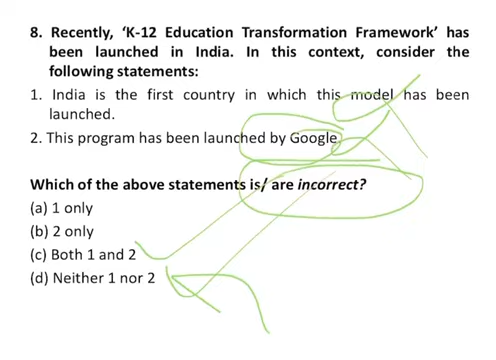 8. Recently, ‘K-12 Education Transformation Framework’ has
been launched in India. In this context, consider the
following statements:
1. India is the first country in which this model has been
launched.
2. This program has been launched by Google.
Which of the above statements is/ are incorrect?
(a) 1 only
(b) 2 only
(c) Both 1 and 2
(d) Neither 1 nor 2